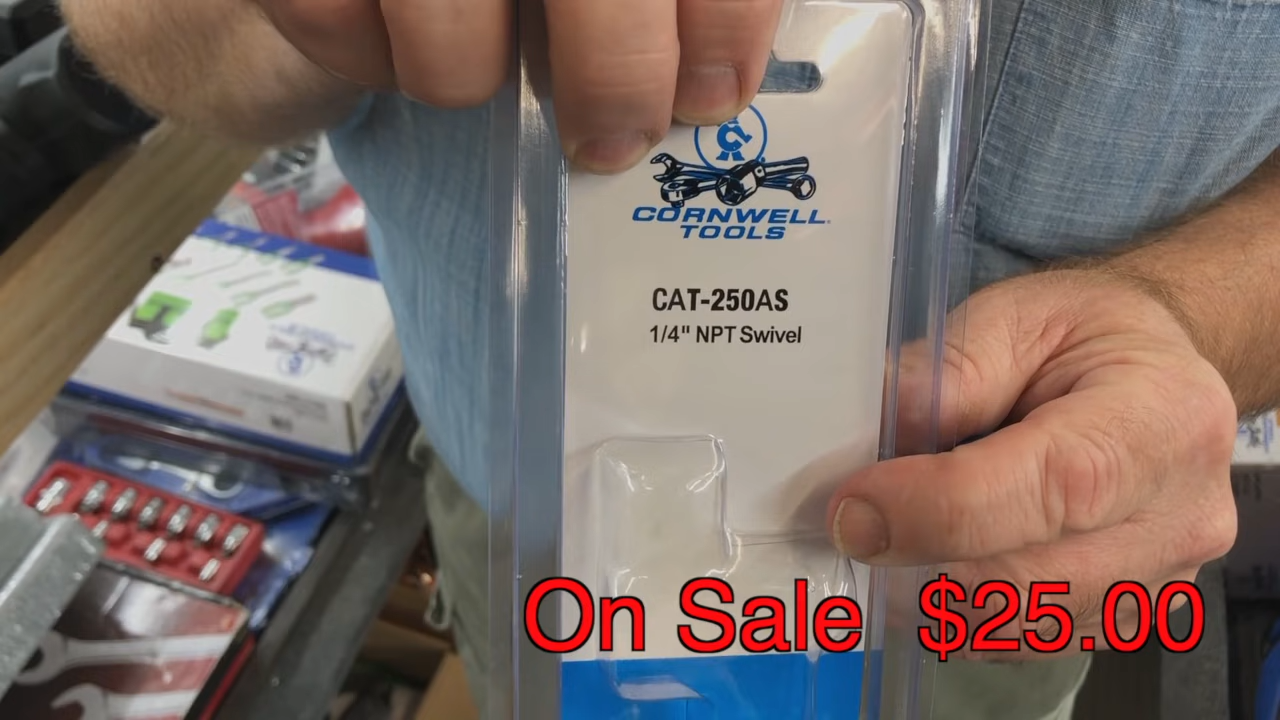 CORNWELL
TOOLS
CAT-250AS
1/4" NPT Swivel
On Sale $25.00